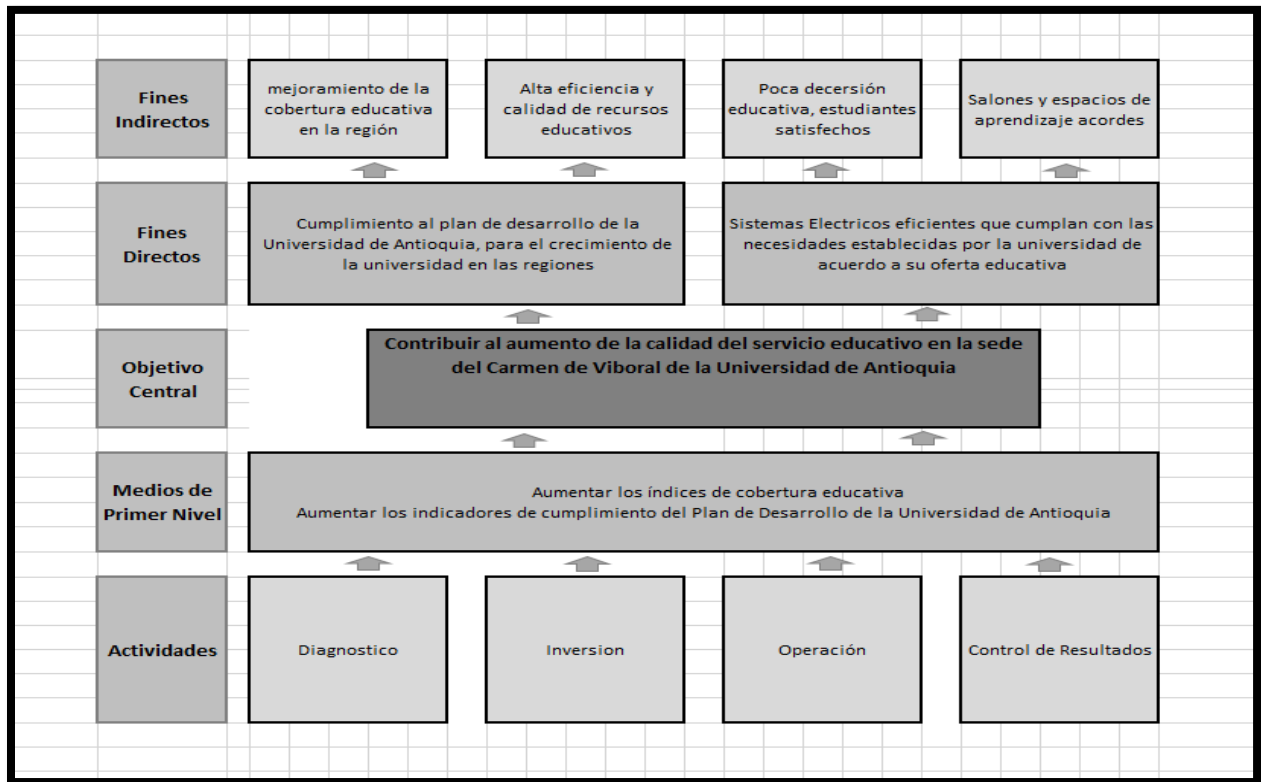 Fines
Indirectos
mejoramiento de la
cobertura educativa
en la región
Alta eficiencia y
calidad de recursos
educativos
Poca decersión
educativa, estudiantes
satisfechos
Salones y espacios de
aprendizaje acordes
Fines
Directos
Cumplimiento al plan de desarrollo de la
Universidad de Antioquia, para el crecimiento de
la universidad en las regiones
Sistemas Electricos eficientes que cumplan con las
necesidades establecidas por la universidad de
acuerdo a su oferta educativa
Objetivo
Central
Contribuir al aumento de la calidad del servicio educativo en la sede
del Carmen de Viboral de la Universidad de Antioquia
Medios de
Primer Nivel
Aumentar los índices de cobertura educativa
Aumentar los indicadores de cumplimiento del Plan de Desarrollo de la Universidad de Antioquia
Actividades
Diagnostico
Inversion
Operación
Control de Resultados